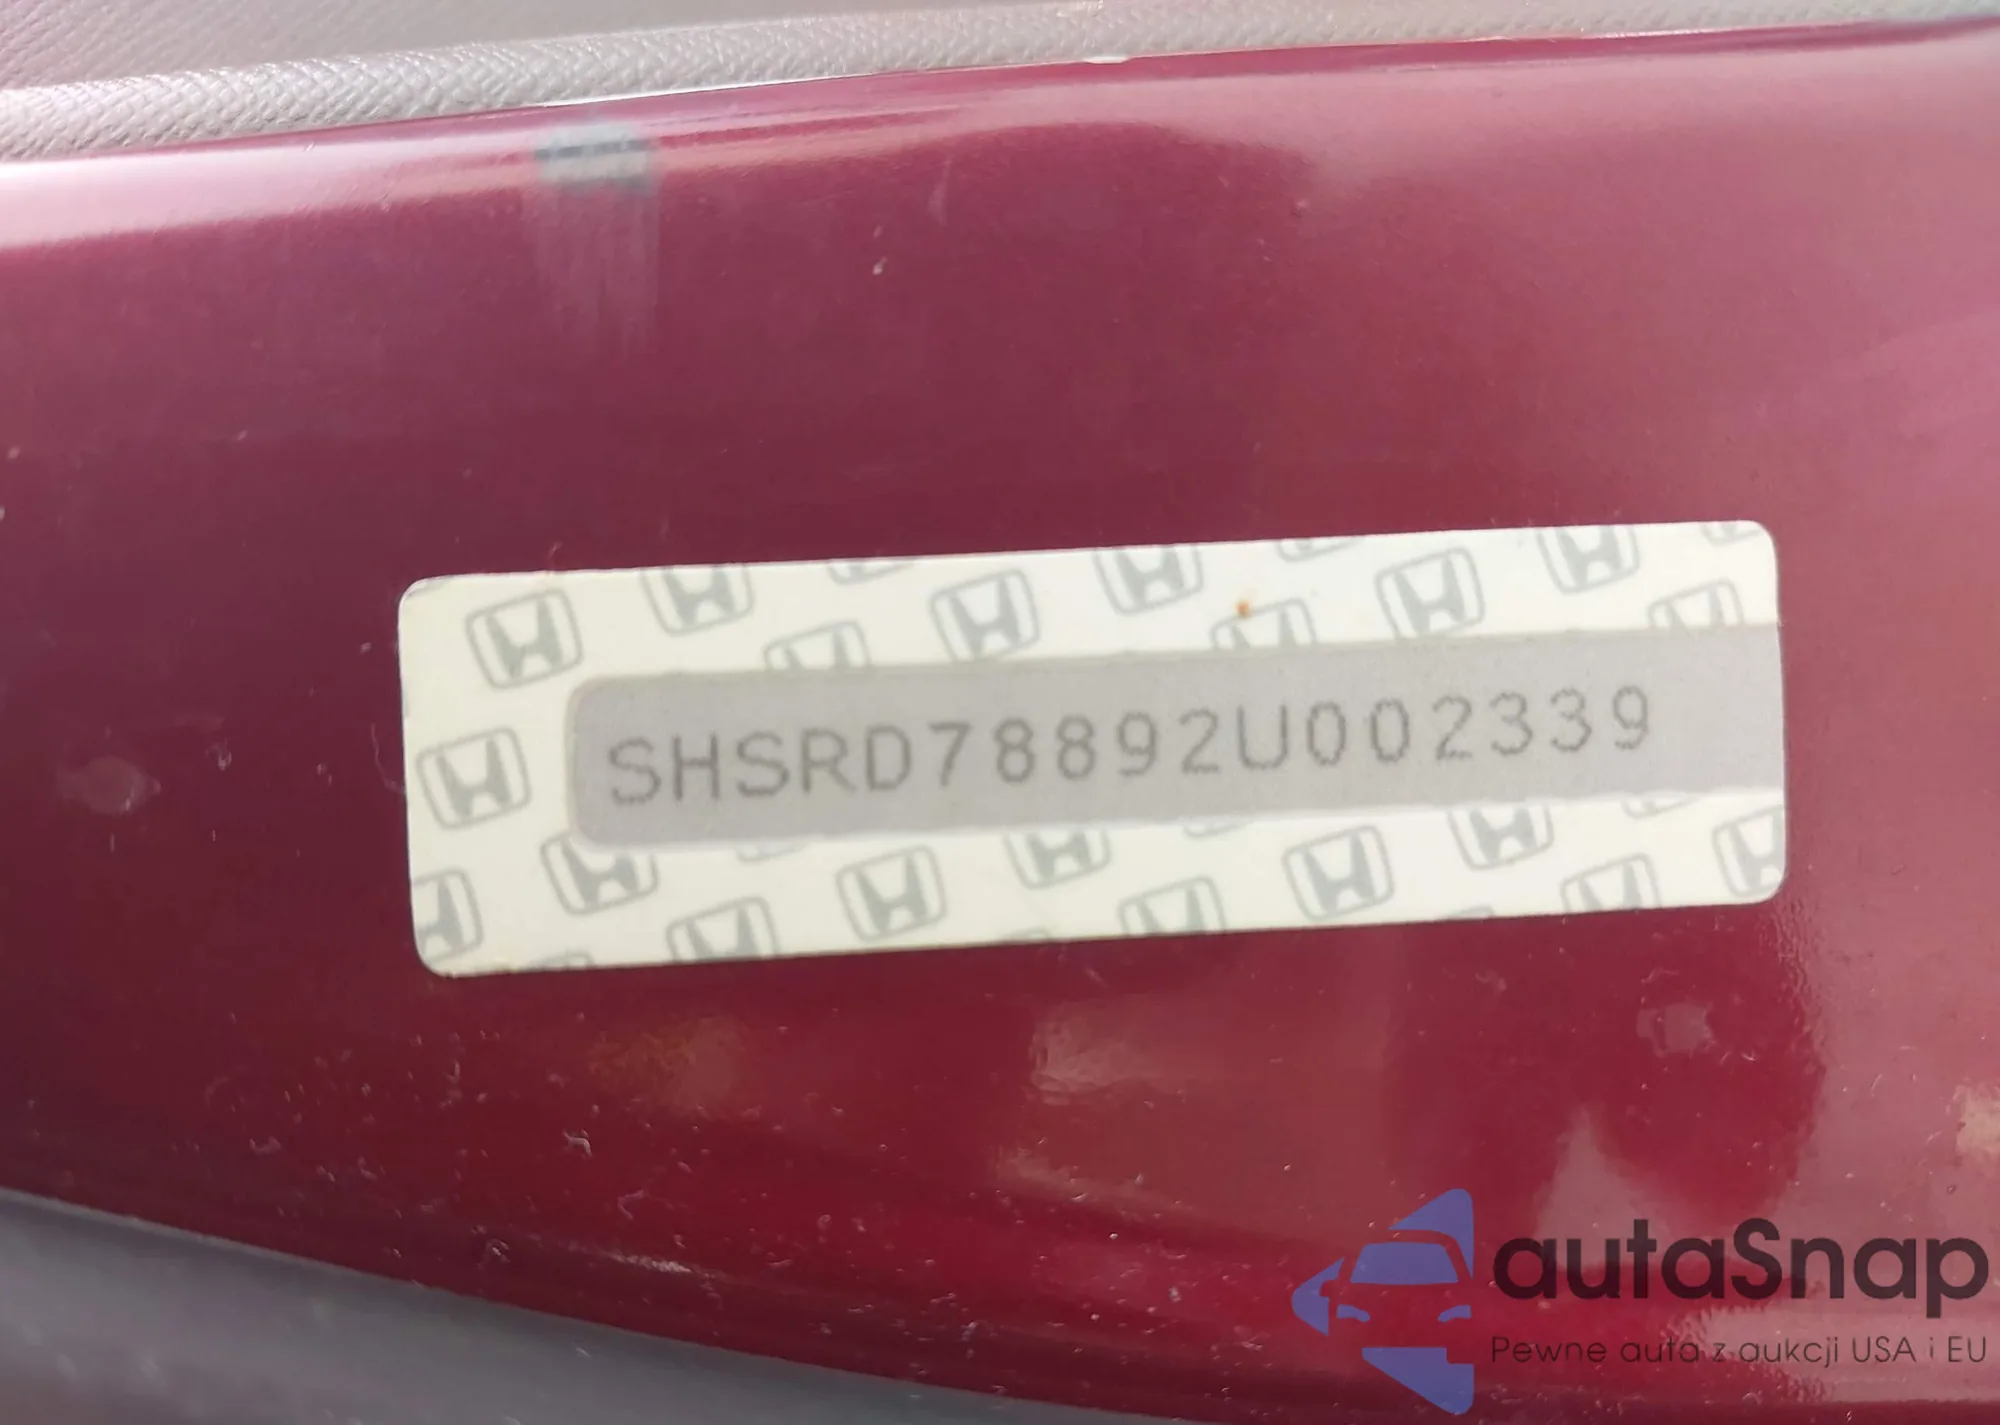 SHSRD78892U002339
autaSnap
Pewne auta z aukcji USA i EU